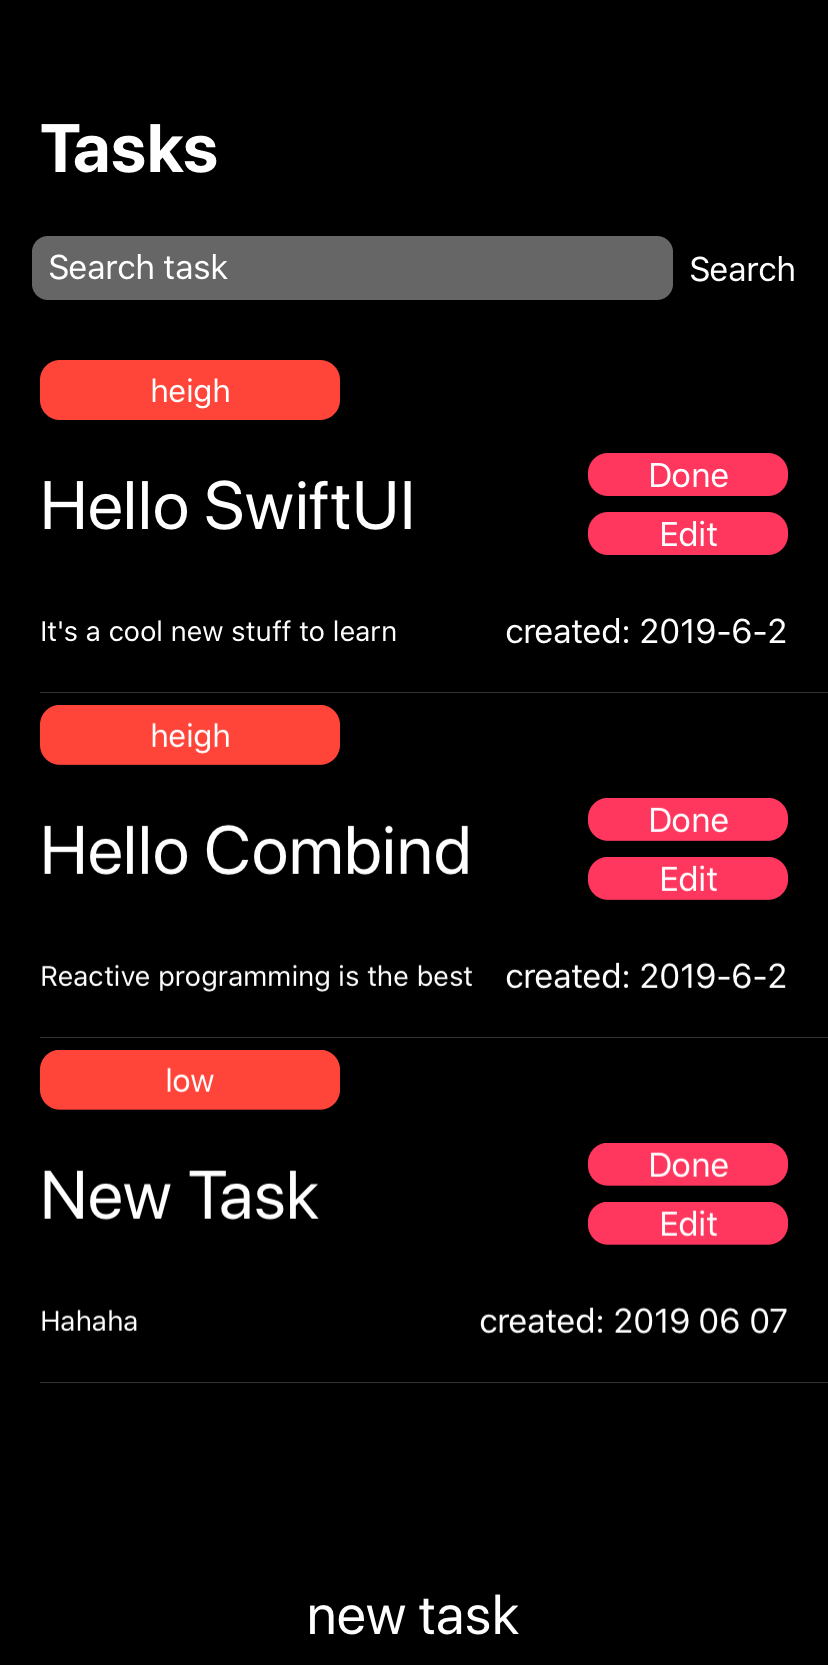 Tasks
Search task Search
heigh
Hello SwiftUI
Done
Edit
It's a cool new stuff to learn created: 2019-6-2
heigh
Hello Combind
Done
Edit
Reactive programming is the best created: 2019-6-2
low
New Task
Done
Edit
Hahaha created: 2019 06 07
new task